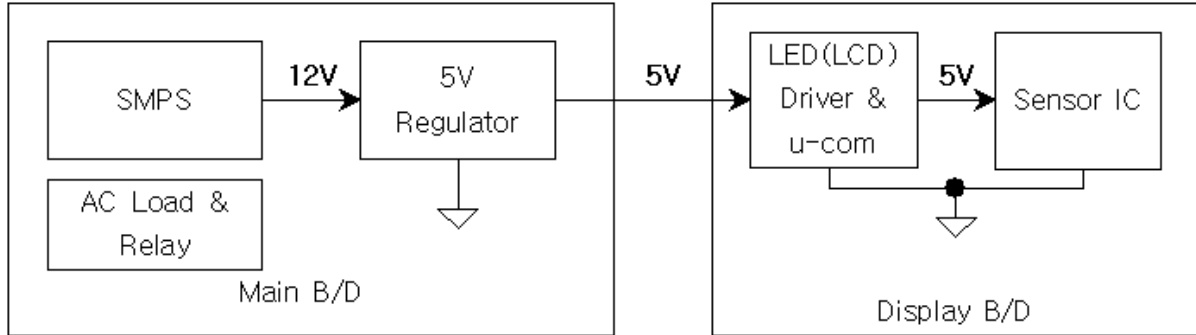 SMPS
12V
5V
Regulator
5V
LED(LCD)
Driver &
u-com
5V
Sensor IC
AC Load &
Relay
Main B/D
Display B/D